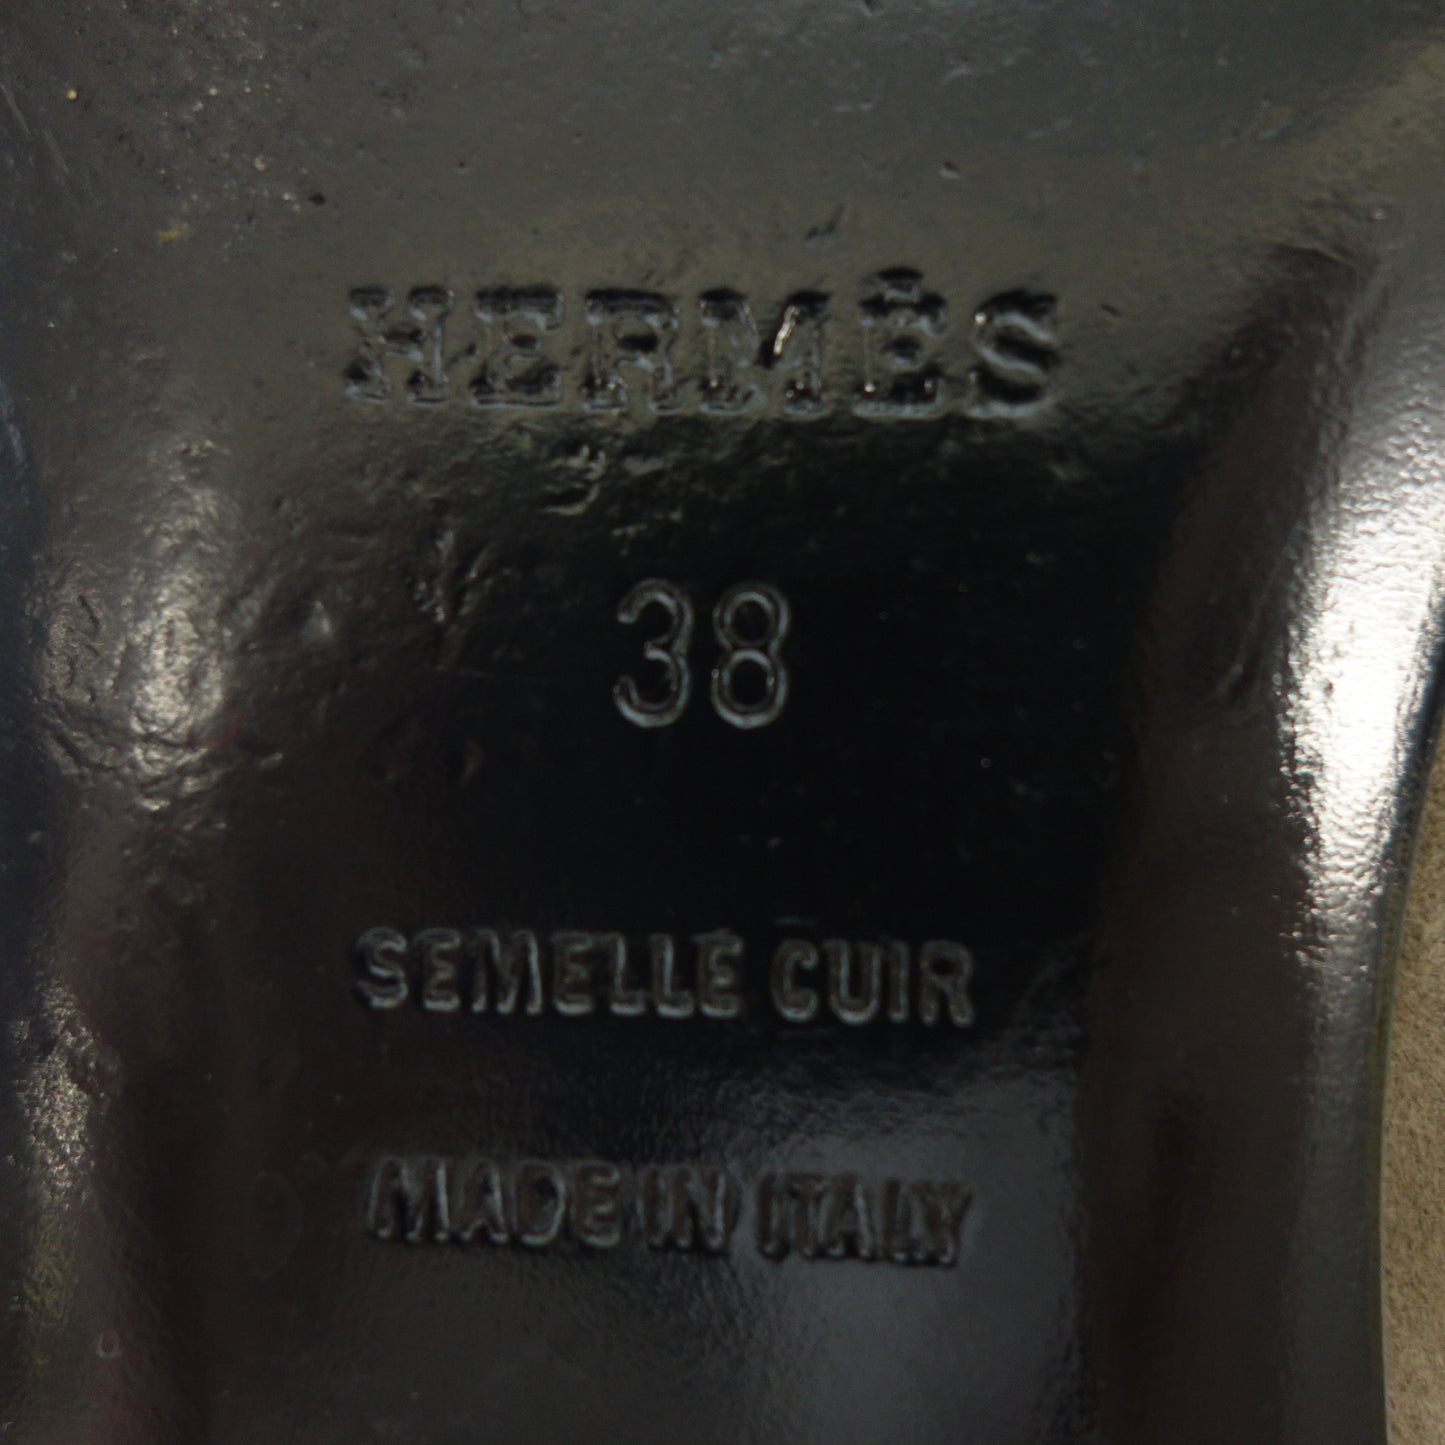 HERMÈS
38
SEMELLE CUIR
MADE IN ITALY